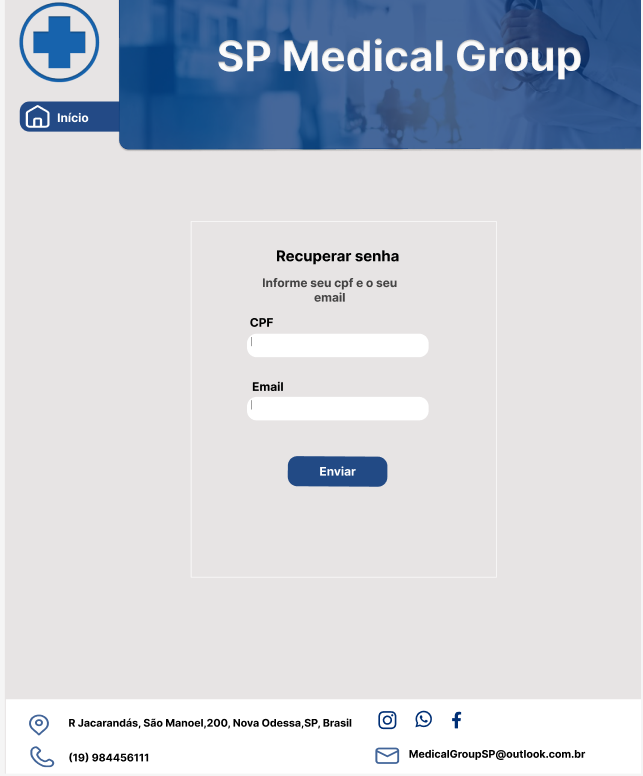 SP Medical Group
Início
Recuperar senha
Informe seu cpf e o seu
email
CPF
Email
Enviar
R Jacarandás, São Manoel,200, Nova Odessa,SP, Brasil
(19) 984456111
MedicalGroupSP@outlook.com.br